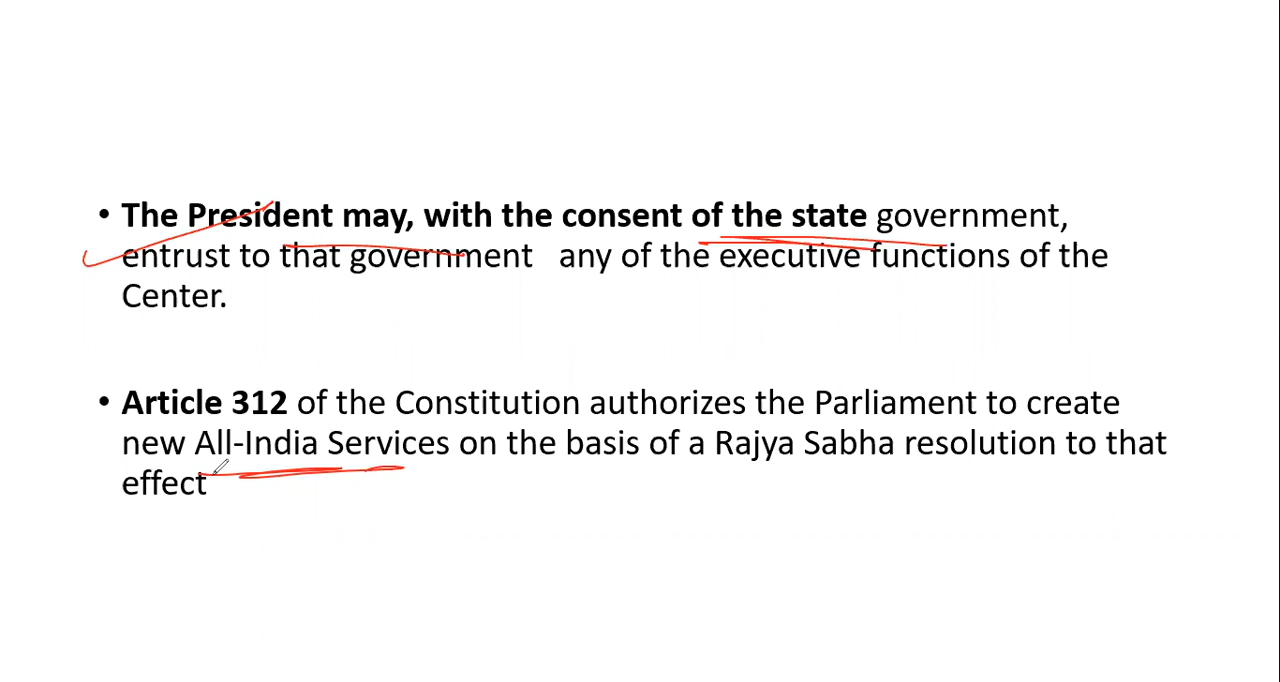 • The President may, with the consent of the state government,
entrust to that government any of the executive functions of the
Center.
• Article 312 of the Constitution authorizes the Parliament to create
new All-India Services on the basis of a Rajya Sabha resolution to that
effect